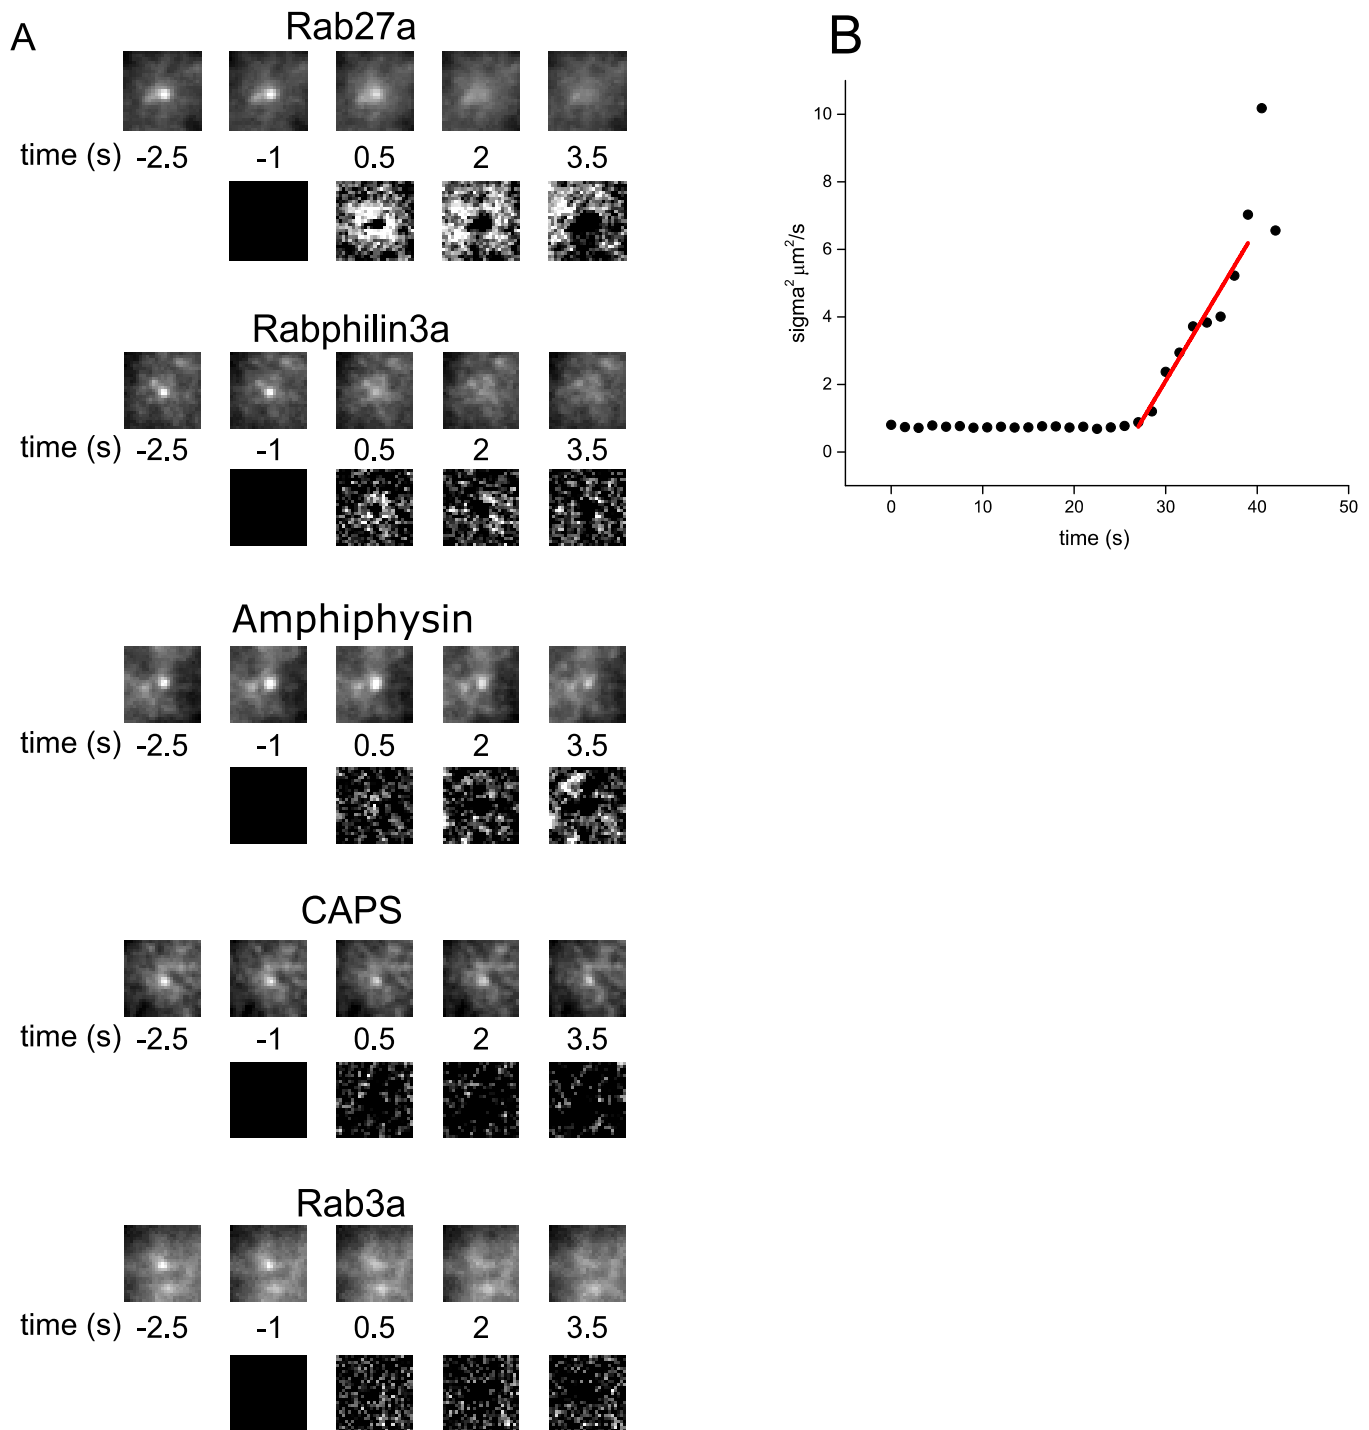 A
Rab27a
time (s) -2.5 -1 0.5 2 3.5
Rabphilin3a
time (s) -2.5 -1 0.5 2 3.5
Amphiphysin
time (s) -2.5 -1 0.5 2 3.5
CAPS
time (s) -2.5 -1 0.5 2 3.5
Rab3a
time (s) -2.5 -1 0.5 2 3.5
B
sigma² μm²/s
10
8
6
4
2
0
0 10 20 30 40 50
time (s)